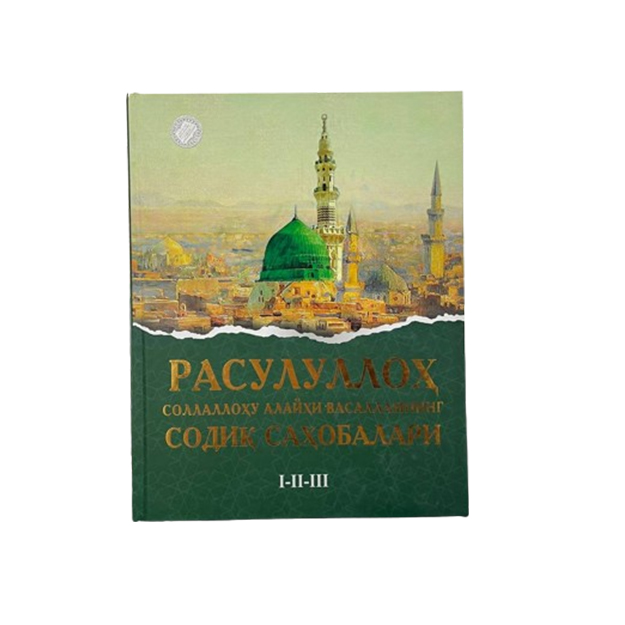 РАСУЛУЛЛОҲ
СОЛЛАЛЛОҲУ АЛАЙҲИ ВАСАЛЛАМНИНГ
СОДИҚ САҲОБАЛАРИ
I-II-III